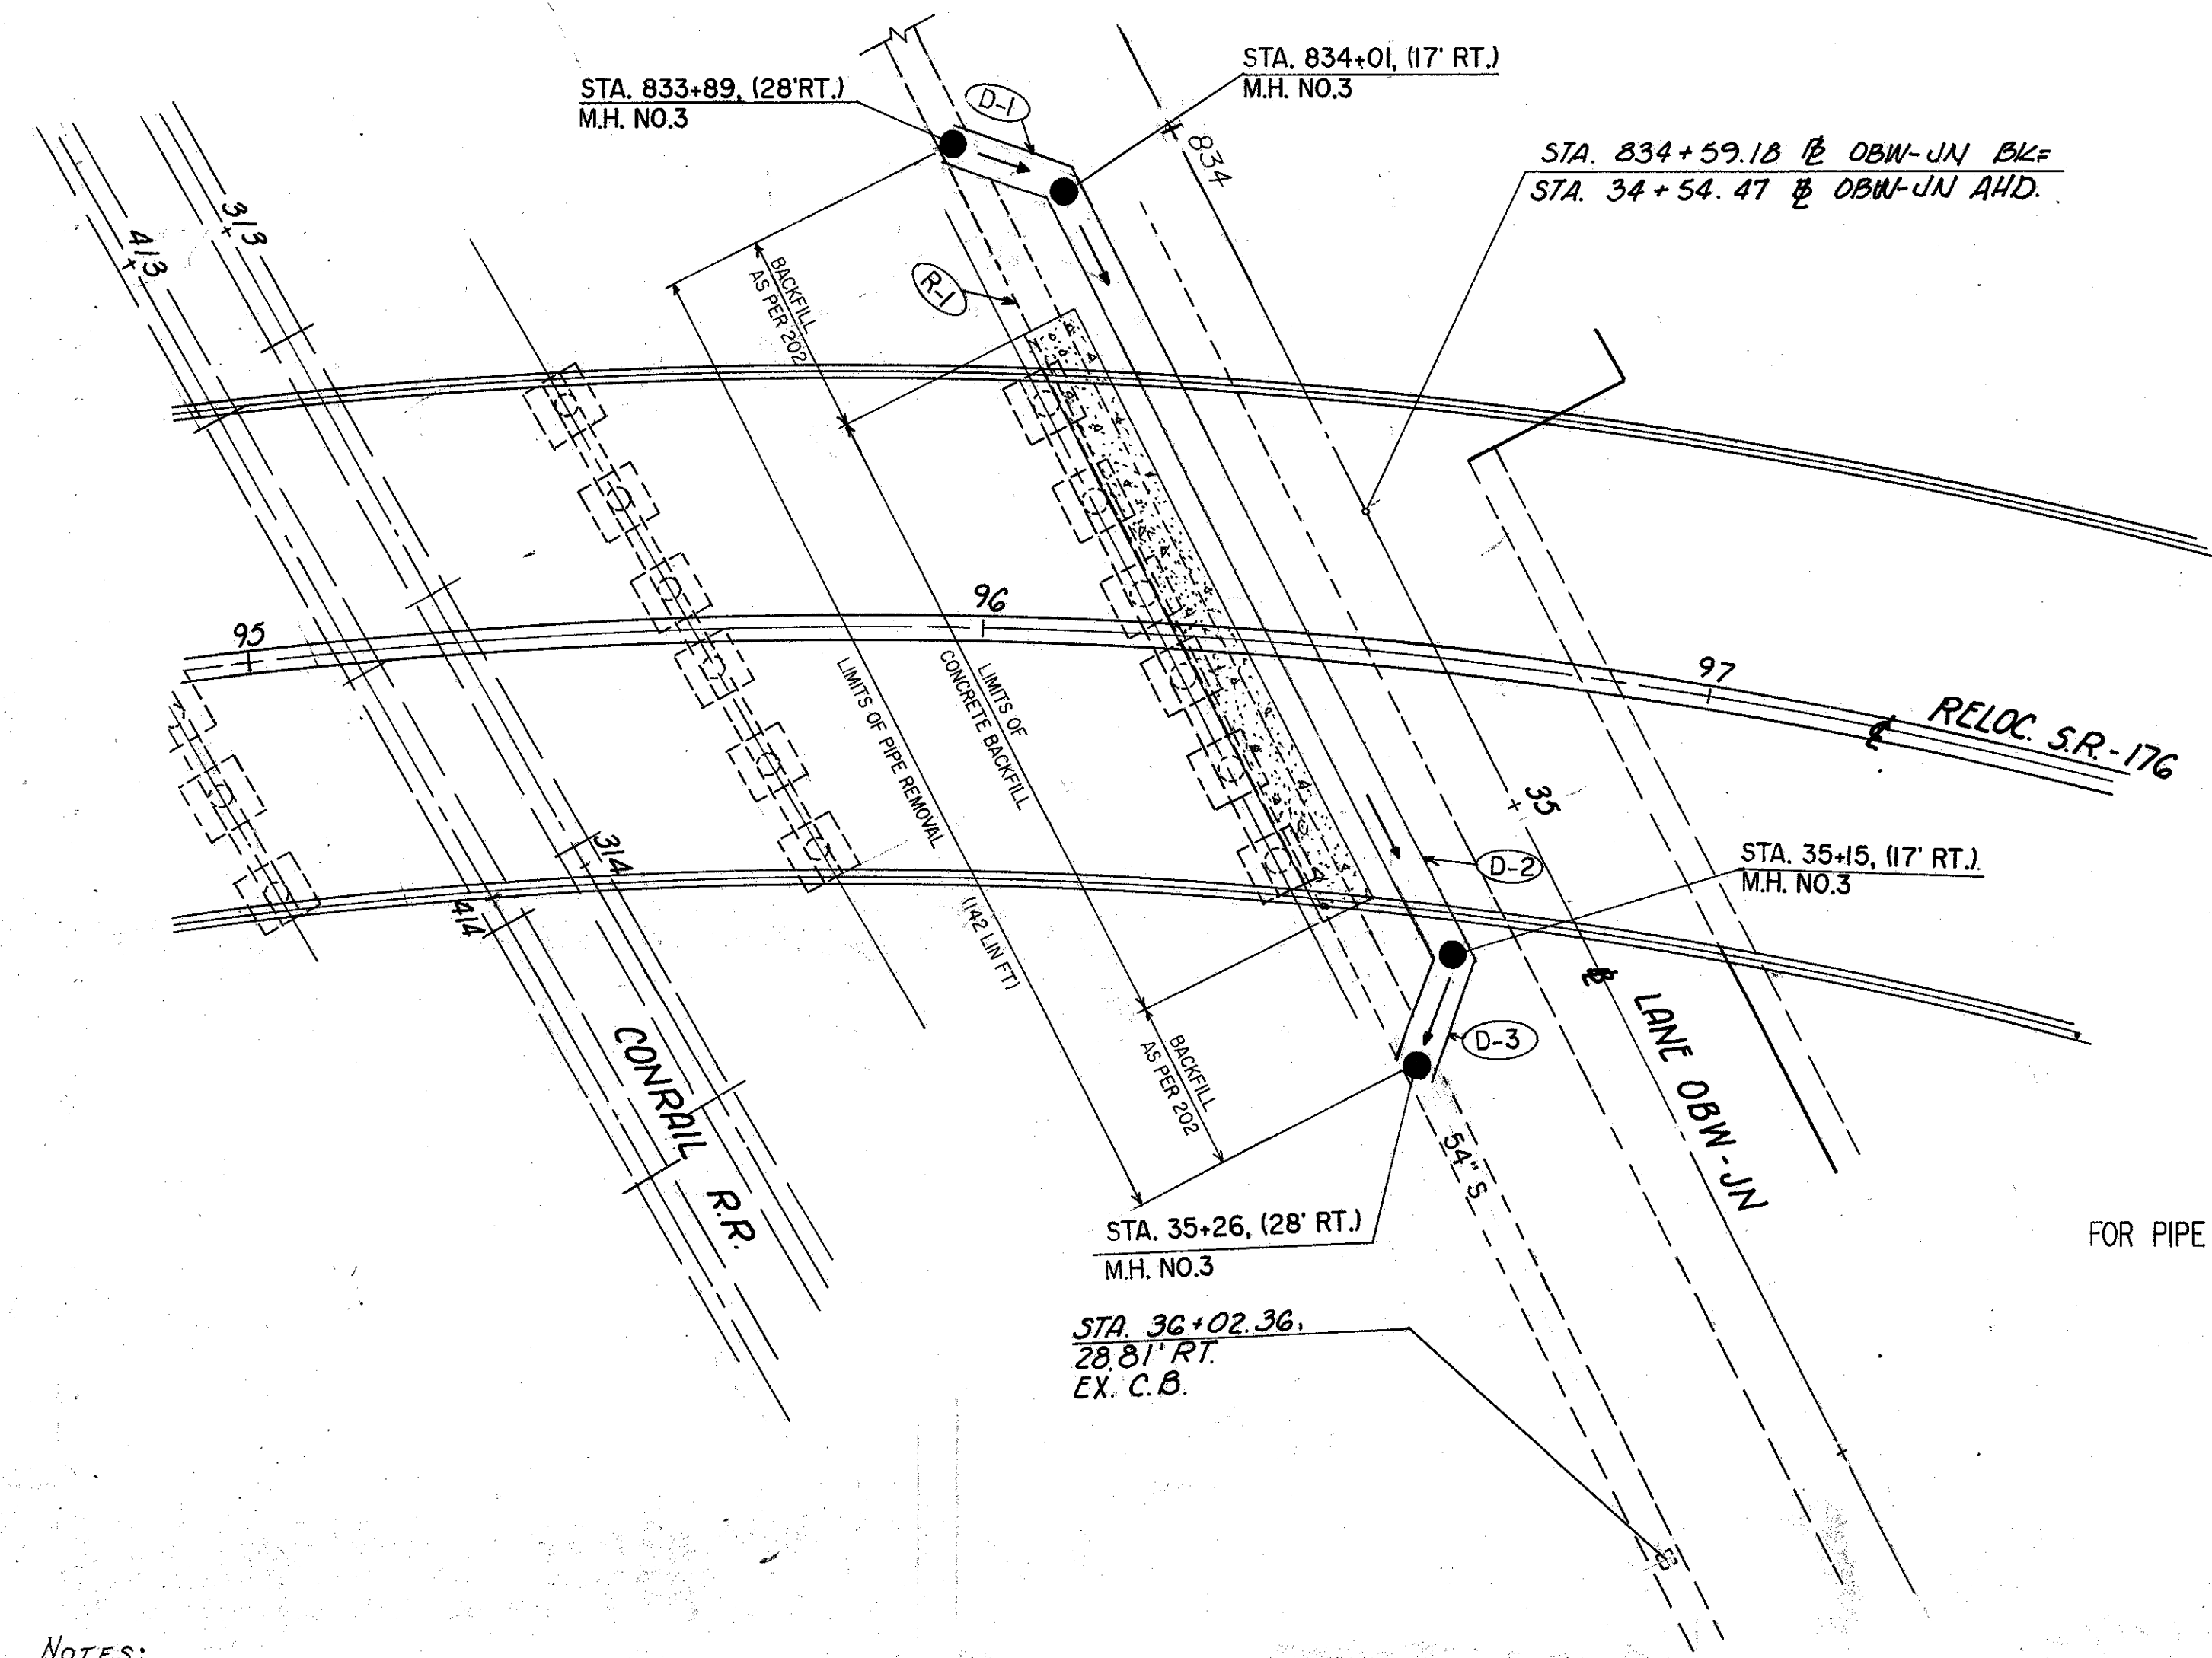 STA. 833+89, (28'RT.)
M.H. NO.3
D-1
STA. 834+01, (17' RT.)
M.H. NO.3
834
STA. 834+59.18 ⅊ OBW-JN BK=
STA. 34+54.47 ⅊ OBW-JN AHD.
413
313
R-1
BACKFILL
AS PER 202
95
96
97
LIMITS OF PIPE REMOVAL
(142 LIN FT)
LIMITS OF
CONCRETE BACKFILL
℄ RELOC. S.R.-176
35
D-2
STA. 35+15, (17' RT.)
M.H. NO.3
314
414
CONRAIL R.R.
LANE OBW-JN
D-3
BACKFILL
AS PER 202
54" S
STA. 35+26, (28' RT.)
M.H. NO.3
FOR PIPE
STA. 36+02.36,
28.81' RT.
EX. C.B.
NOTES: